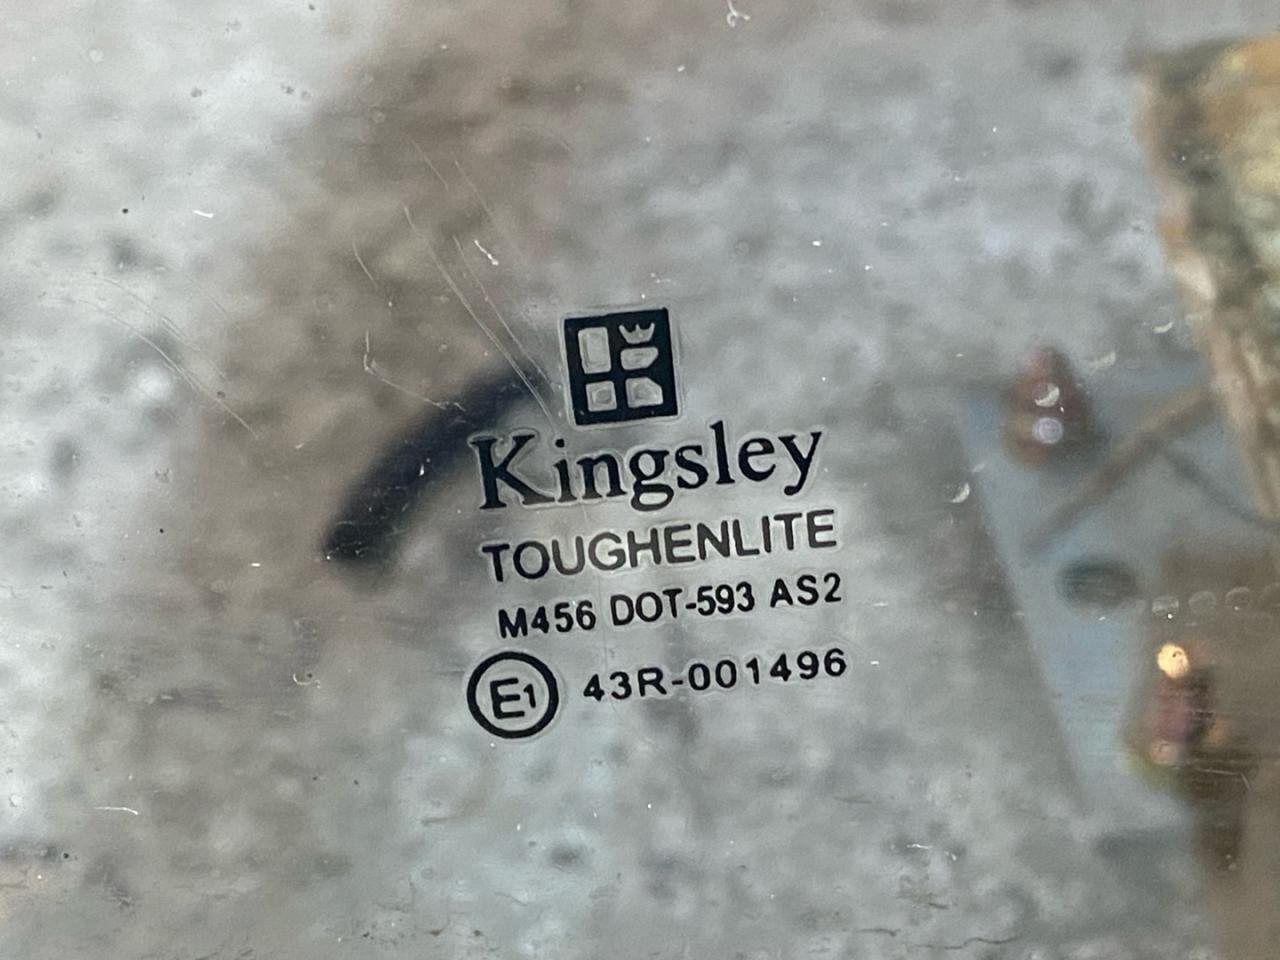 Kingsley
TOUGHENLITE
M456 DOT-593 AS2
E1 43R-001496